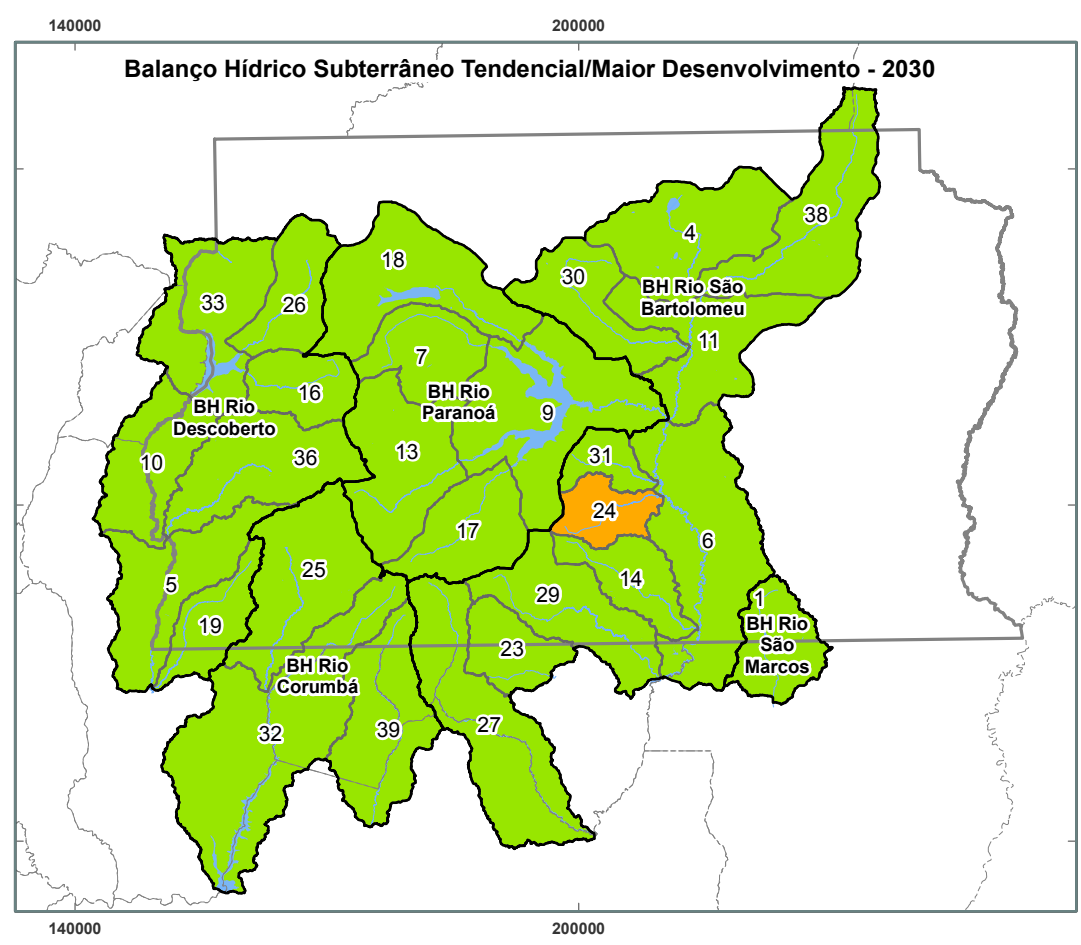 140000
200000
Balanço Hídrico Subterrâneo Tendencial/Maior Desenvolvimento - 2030
38
4
18
30
BH Rio São
Bartolomeu
33
26
11
7
16
BH Rio
Paranoá
BH Rio
Descoberto
9
13
36
31
10
24
17
6
25
14
5
29
1
19
BH Rio
São
Marcos
23
BH Rio
Corumbá
27
39
32
140000
200000